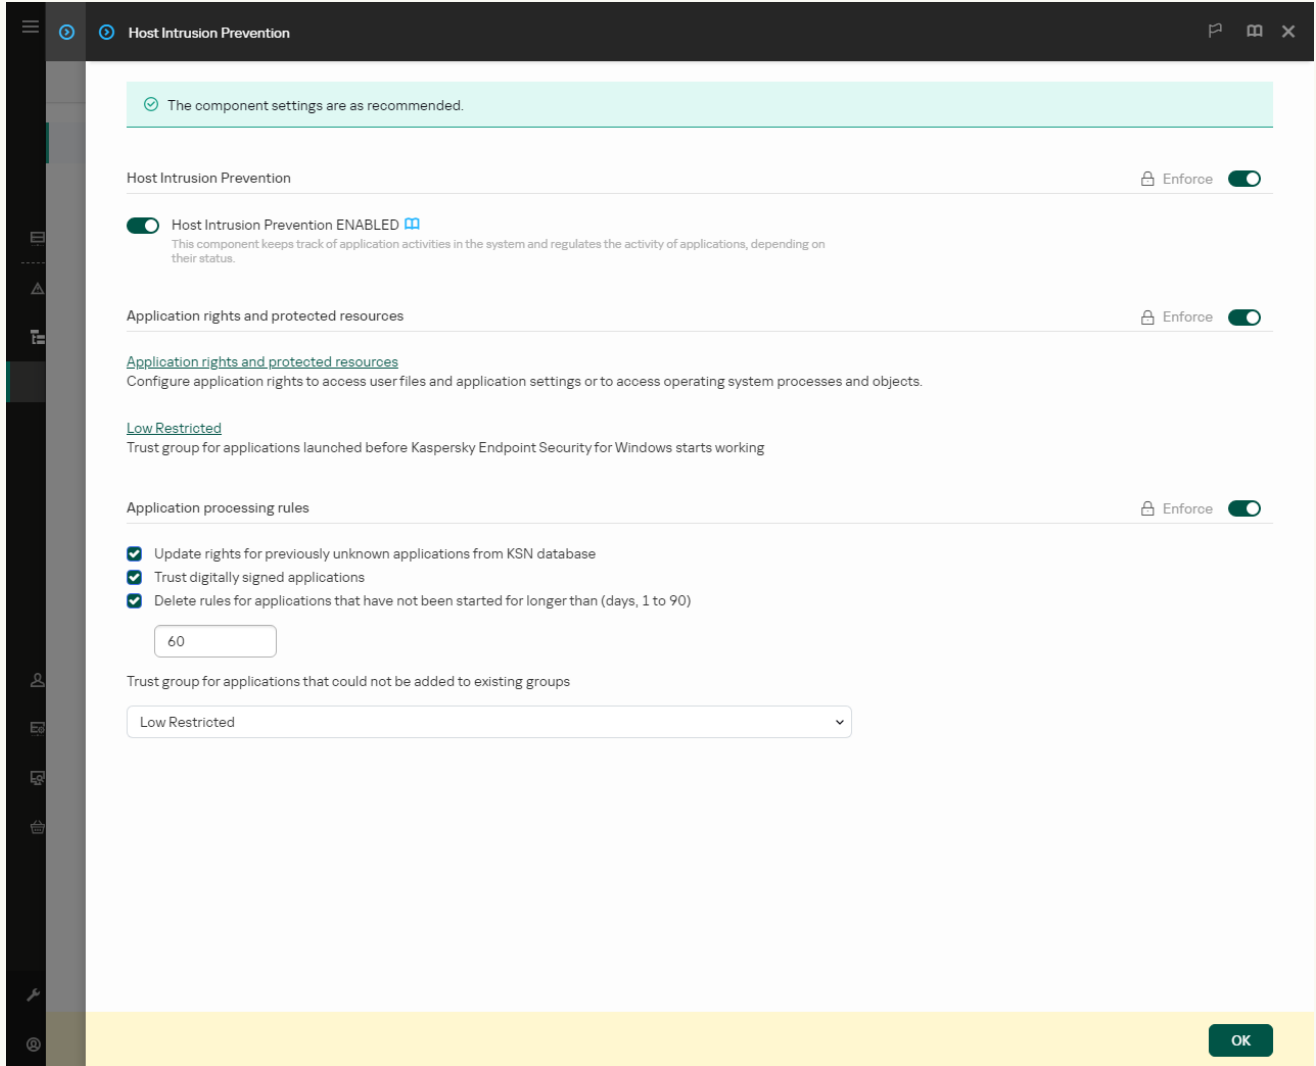 Host Intrusion Prevention
The component settings are as recommended.
Host Intrusion Prevention
Enforce
Host Intrusion Prevention ENABLED
This component keeps track of application activities in the system and regulates the activity of applications, depending on
their status.
Application rights and protected resources
Enforce
Application rights and protected resources
Configure application rights to access user files and application settings or to access operating system processes and objects.
Low Restricted
Trust group for applications launched before Kaspersky Endpoint Security for Windows starts working
Application processing rules
Enforce
Update rights for previously unknown applications from KSN database
Trust digitally signed applications
Delete rules for applications that have not been started for longer than (days, 1 to 90)
60
Trust group for applications that could not be added to existing groups
Low Restricted
OK